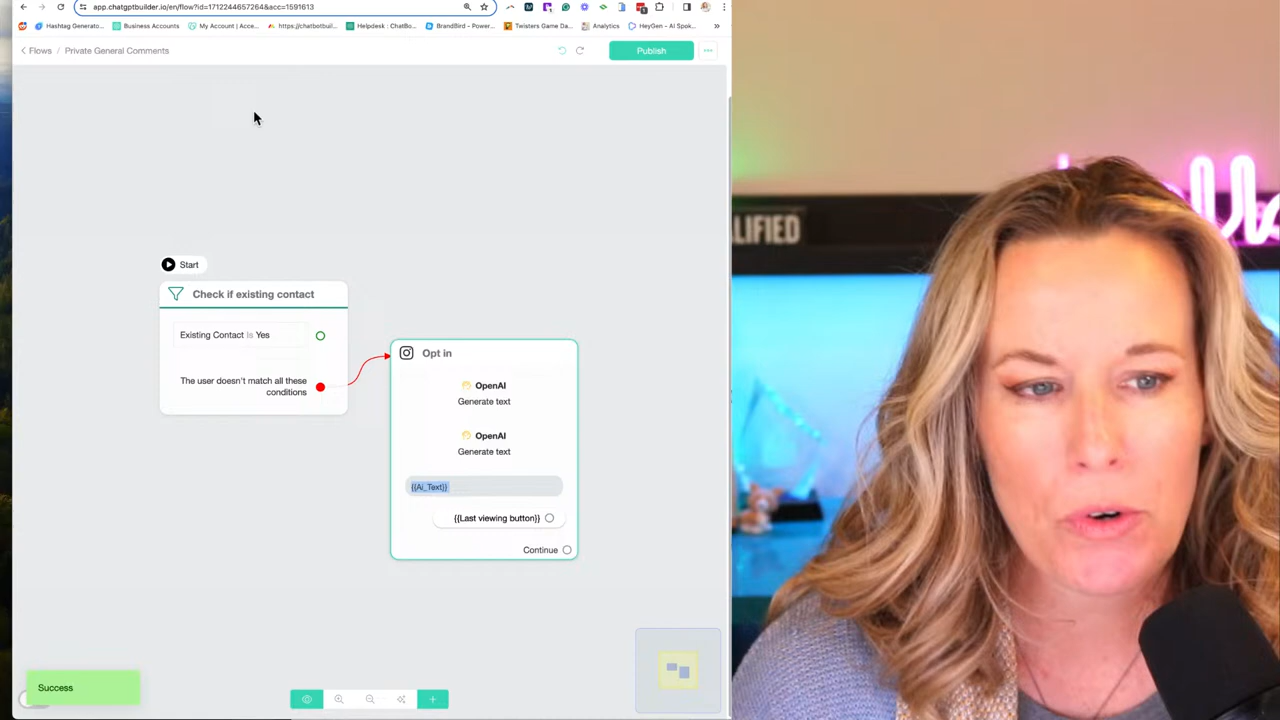 app.chatgptbuilder.io/en/flow?id=1712244657264&acc=1591613
Hashtag Generato...
Business Accounts
My Account | Acce...
https://chatbotbuil...
Helpdesk : ChatBo...
BrandBird - Power...
Twisters Game Da...
Analytics
HeyGen - AI Spok...
Flows / Private General Comments
Publish
Start
Check if existing contact
Existing Contact Is Yes
The user doesn't match all these
conditions
Opt in
OpenAI
Generate text
OpenAI
Generate text
{{Ai_Text}}
{{Last viewing button}}
Continue
Success
LIFIED